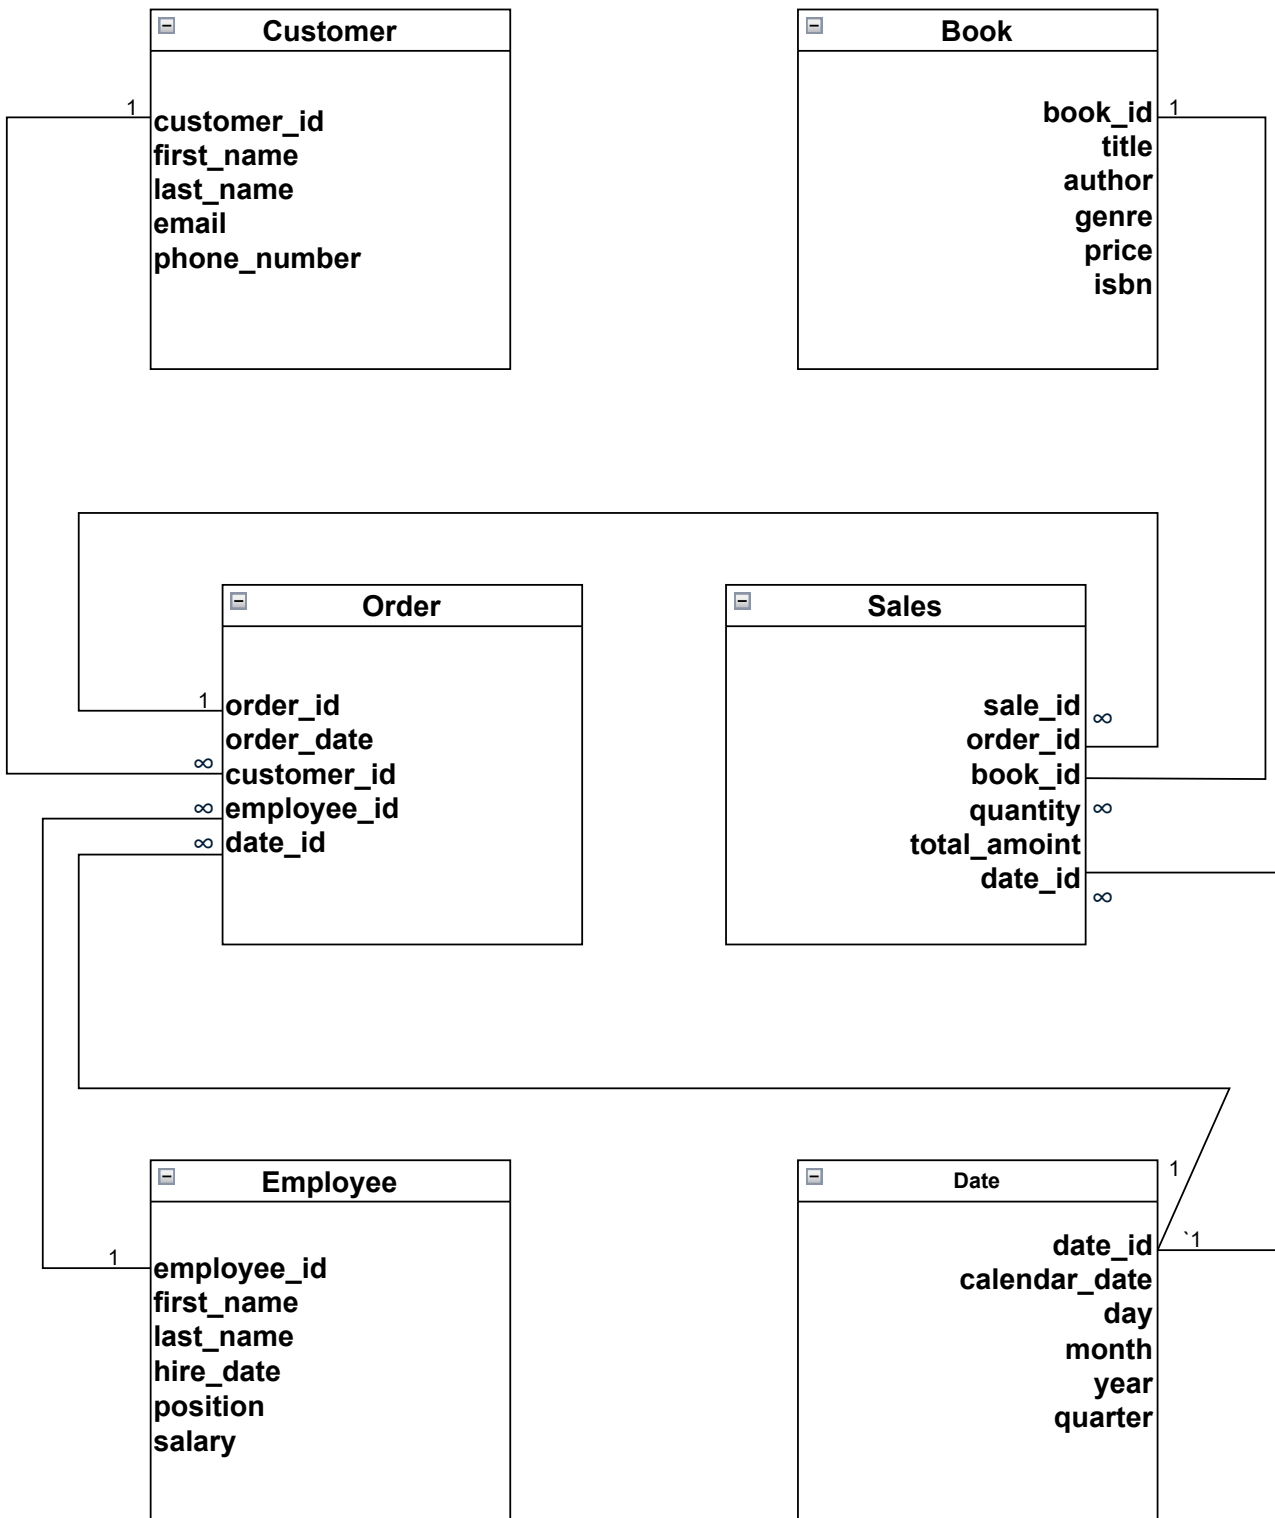 Customer
1
customer_id
first_name
last_name
email
phone_number
Book
book_id
1
title
author
genre
price
isbn
Order
1
order_id
order_date
∞
customer_id
∞
employee_id
∞
date_id
Sales
sale_id
∞
order_id
book_id
quantity
∞
total_amoint
date_id
∞
Employee
1
employee_id
first_name
last_name
hire_date
position
salary
Date
1
date_id
`1
calendar_date
day
month
year
quarter